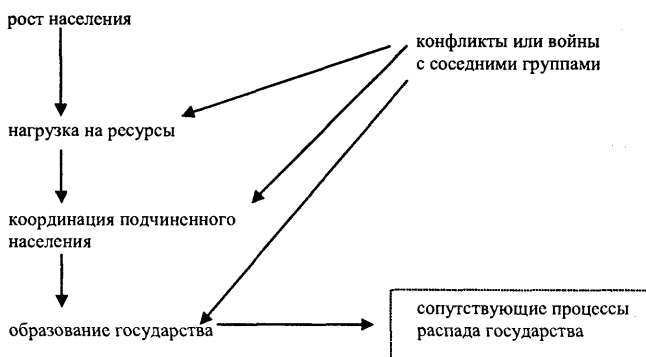 рост населения
конфликты или войны
с соседними группами
нагрузка на ресурсы
координация подчиненного
населения
образование государства
сопутствующие процессы
распада государства